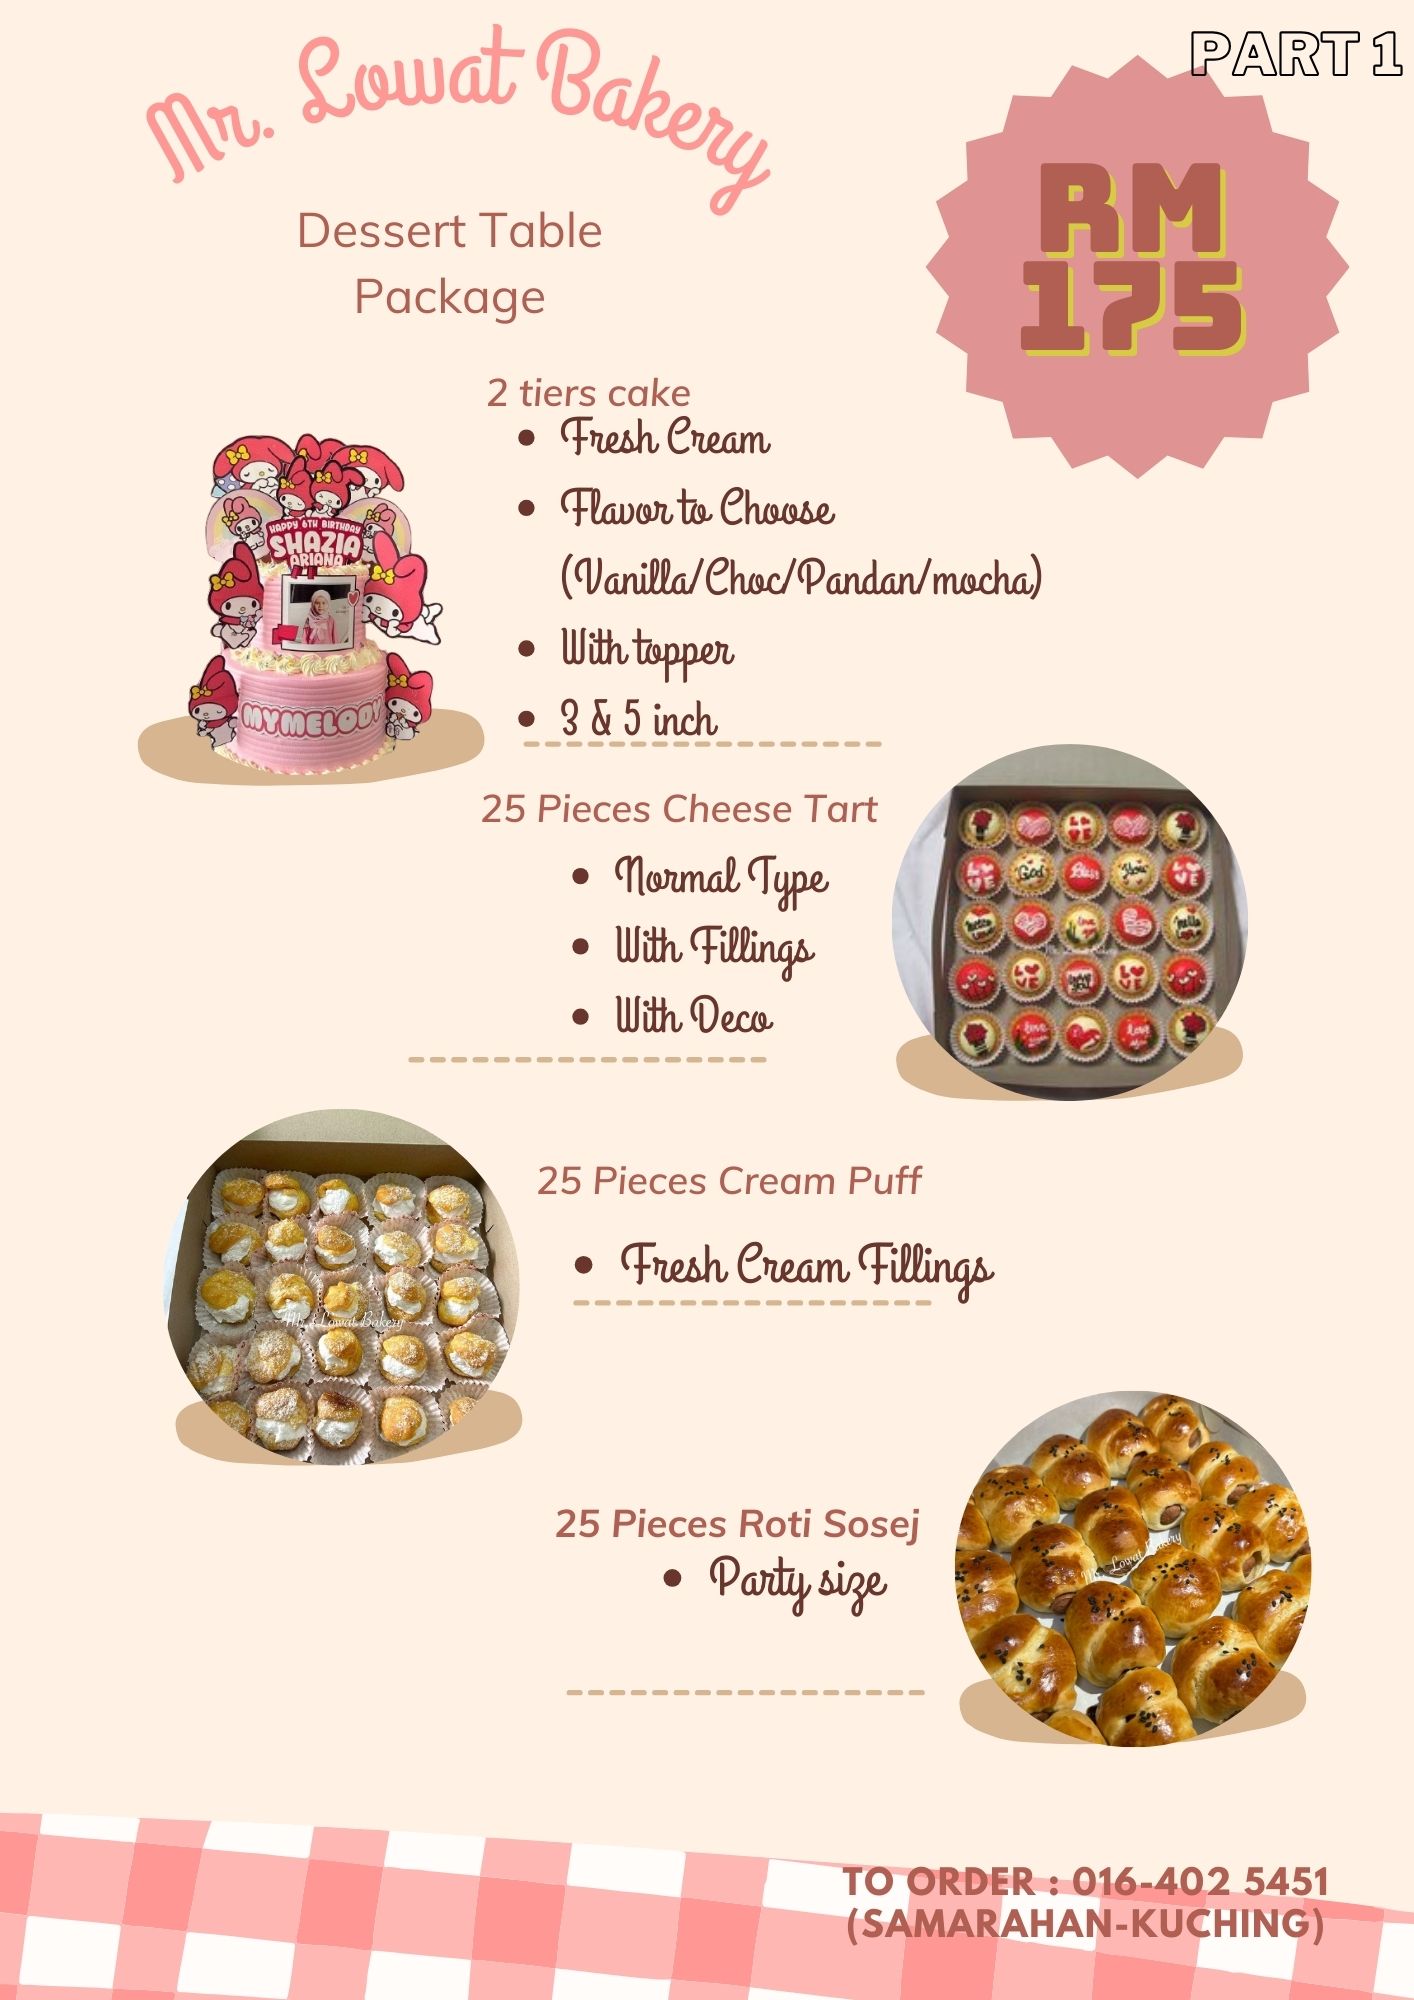 PART 1
Mr. Lowat Bakery
Dessert Table
Package
RM
175
2 tiers cake
• Fresh Cream
• Flavor to Choose
(Vanilla/Choc/Pandan/mocha)
• With topper
• 3 & 5 inch
HAPPY 6TH BIRTHDAY
SHAZIA
ARIANA
MYMELODY
25 Pieces Cheese Tart
• Normal Type
• With Fillings
• With Deco
25 Pieces Cream Puff
• Fresh Cream Fillings
Mr. Lowat Bakery
25 Pieces Roti Sosej
• Party size
Mr. Lowat Bakery
TO ORDER : 016-402 5451
(SAMARAHAN-KUCHING)